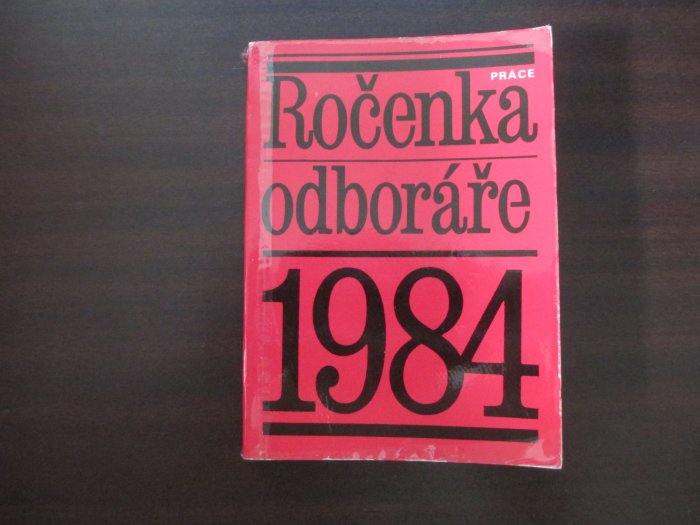 PRÁCE
Ročenka
odboráře
1984